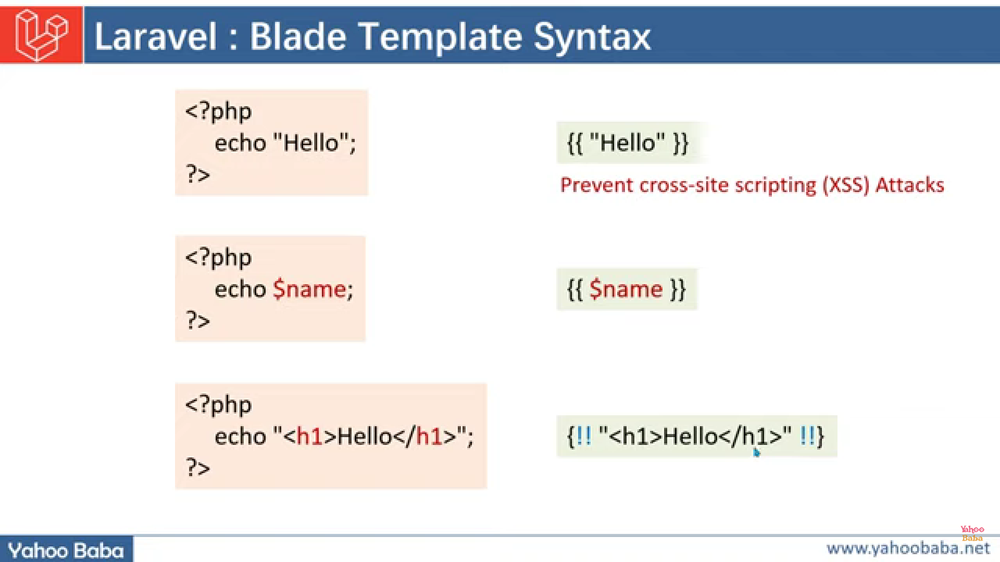 Laravel : Blade Template Syntax
<?php
echo "Hello";
?>
{{ "Hello" }}
Prevent cross-site scripting (XSS) Attacks
<?php
echo $name;
?>
{{ $name }}
<?php
echo "<h1>Hello</h1>";
?>
{!! "<h1>Hello</h1>" !!}
Yahoo
Baba
Yahoo Baba
www.yahoobaba.net